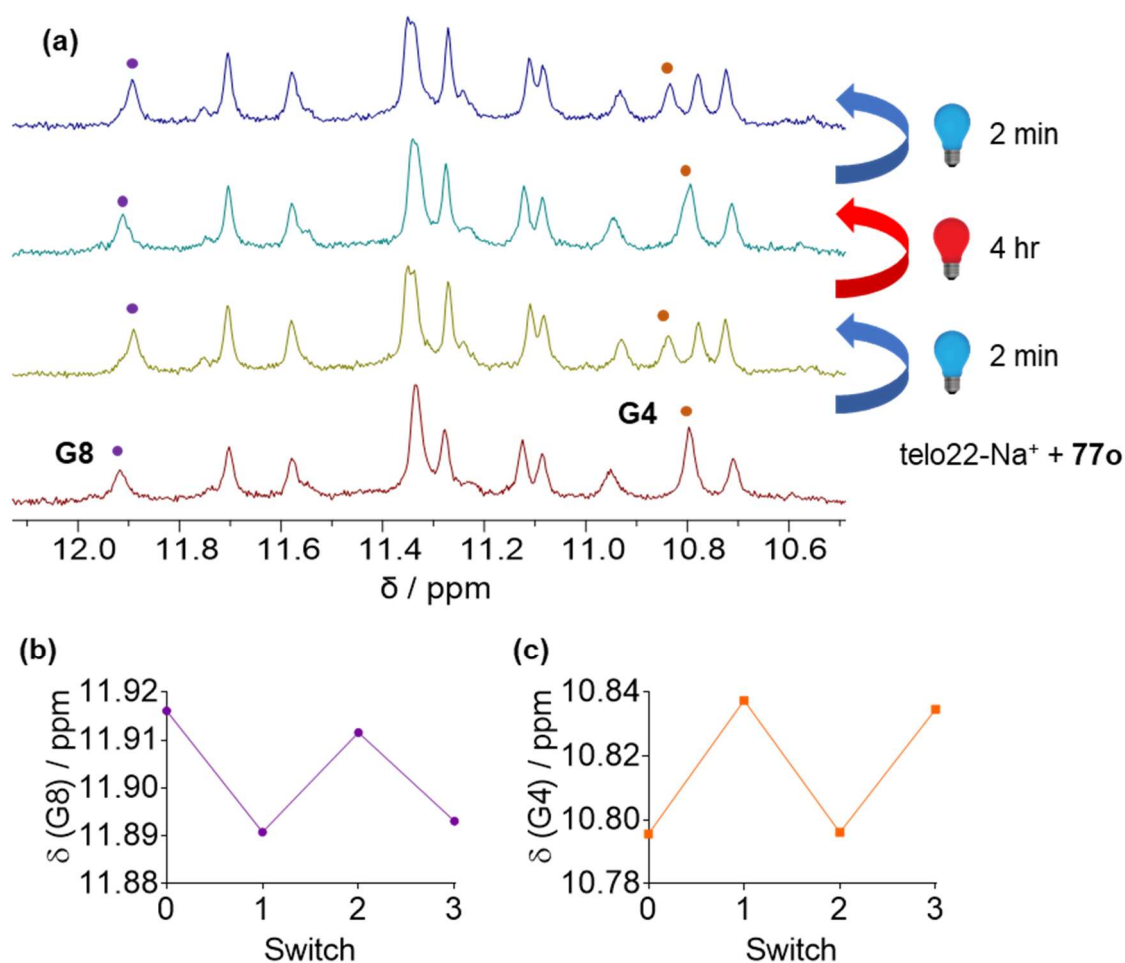 (a)
2 min
4 hr
2 min
G8
G4
telo22-Na⁺ + 77o
12.0 11.8 11.6 11.4 11.2 11.0 10.8 10.6
δ / ppm
(b)
δ (G8) / ppm
11.92
11.91
11.90
11.89
11.88
0 1 2 3
Switch
(c)
δ (G4) / ppm
10.84
10.82
10.80
10.78
0 1 2 3
Switch